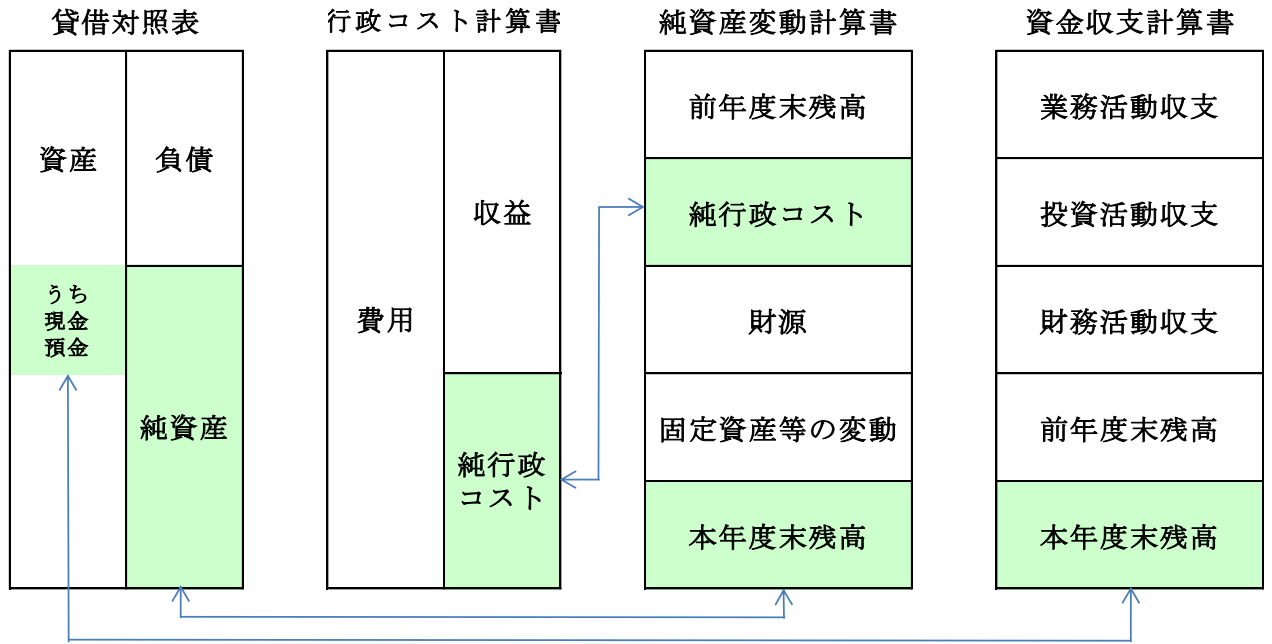 貸借対照表
資産
負債
うち
現金
預金
純資産
行政コスト計算書
費用
収益
純行政
コスト
純資産変動計算書
前年度末残高
純行政コスト
財源
固定資産等の変動
本年度末残高
資金収支計算書
業務活動収支
投資活動収支
財務活動収支
前年度末残高
本年度末残高